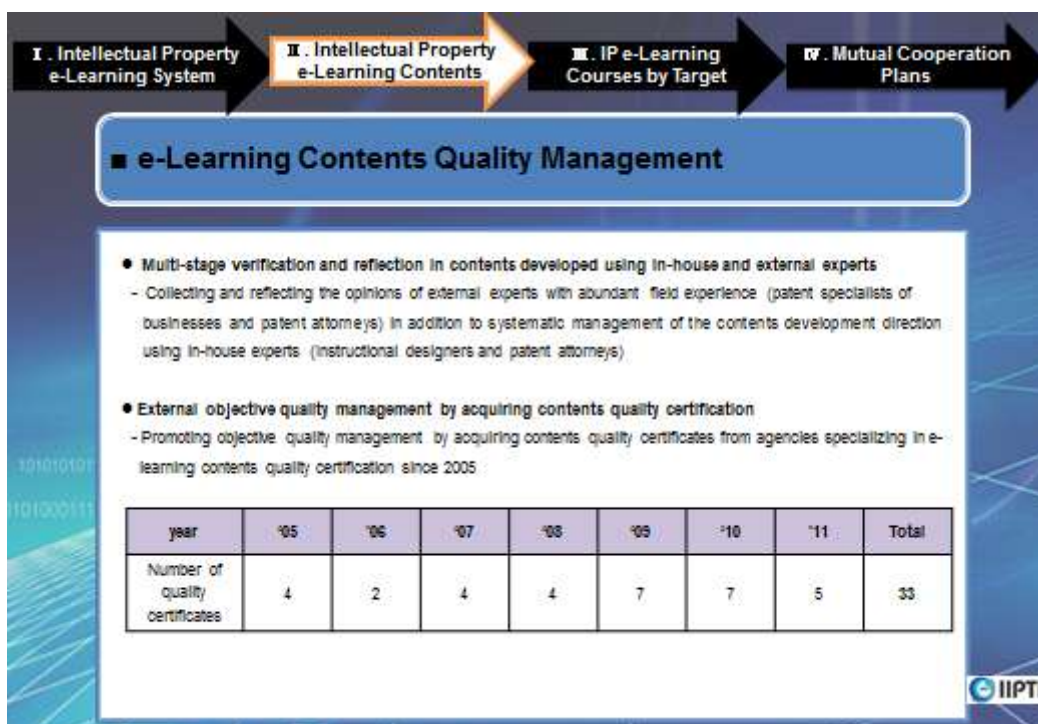 Ⅰ. Intellectual Property
e-Learning System
Ⅱ. Intellectual Property
e-Learning Contents
Ⅲ. IP e-Learning
Courses by Target
Ⅳ. Mutual Cooperation
Plans
■ e-Learning Contents Quality Management
● Multi-stage verification and reflection in contents developed using in-house and external experts
- Collecting and reflecting the opinions of external experts with abundant field experience (patent specialists of
businesses and patent attorneys) in addition to systematic management of the contents development direction
using in-house experts (instructional designers and patent attorneys)
● External objective quality management by acquiring contents quality certification
- Promoting objective quality management by acquiring contents quality certificates from agencies specializing in e-
learning contents quality certification since 2005
101010101
101000111
year '05 '06 '07 '08 '09 '10 '11 Total
Number of
quality
certificates
4 2 4 4 7 7 5 33
IIPTI